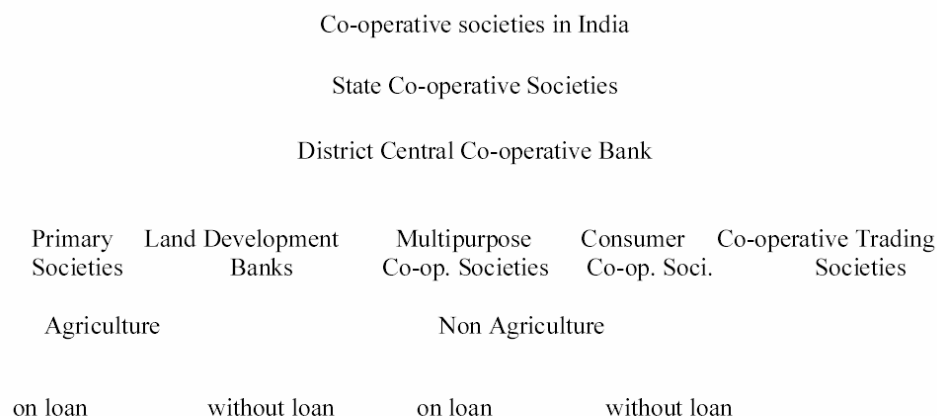 Co-operative societies in India
State Co-operative Societies
District Central Co-operative Bank
Primary Land Development Multipurpose Consumer Co-operative Trading
Societies Banks Co-op. Societies Co-op. Soci. Societies
Agriculture Non Agriculture
on loan without loan on loan without loan